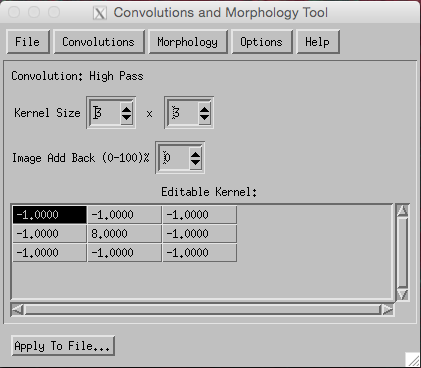 Convolutions and Morphology Tool
File Convolutions Morphology Options Help
Convolution: High Pass
Kernel Size 3 x 3
Image Add Back (0-100)% 0
Editable Kernel:
-1.0000 -1.0000 -1.0000
-1.0000 8.0000 -1.0000
-1.0000 -1.0000 -1.0000
Apply To File...